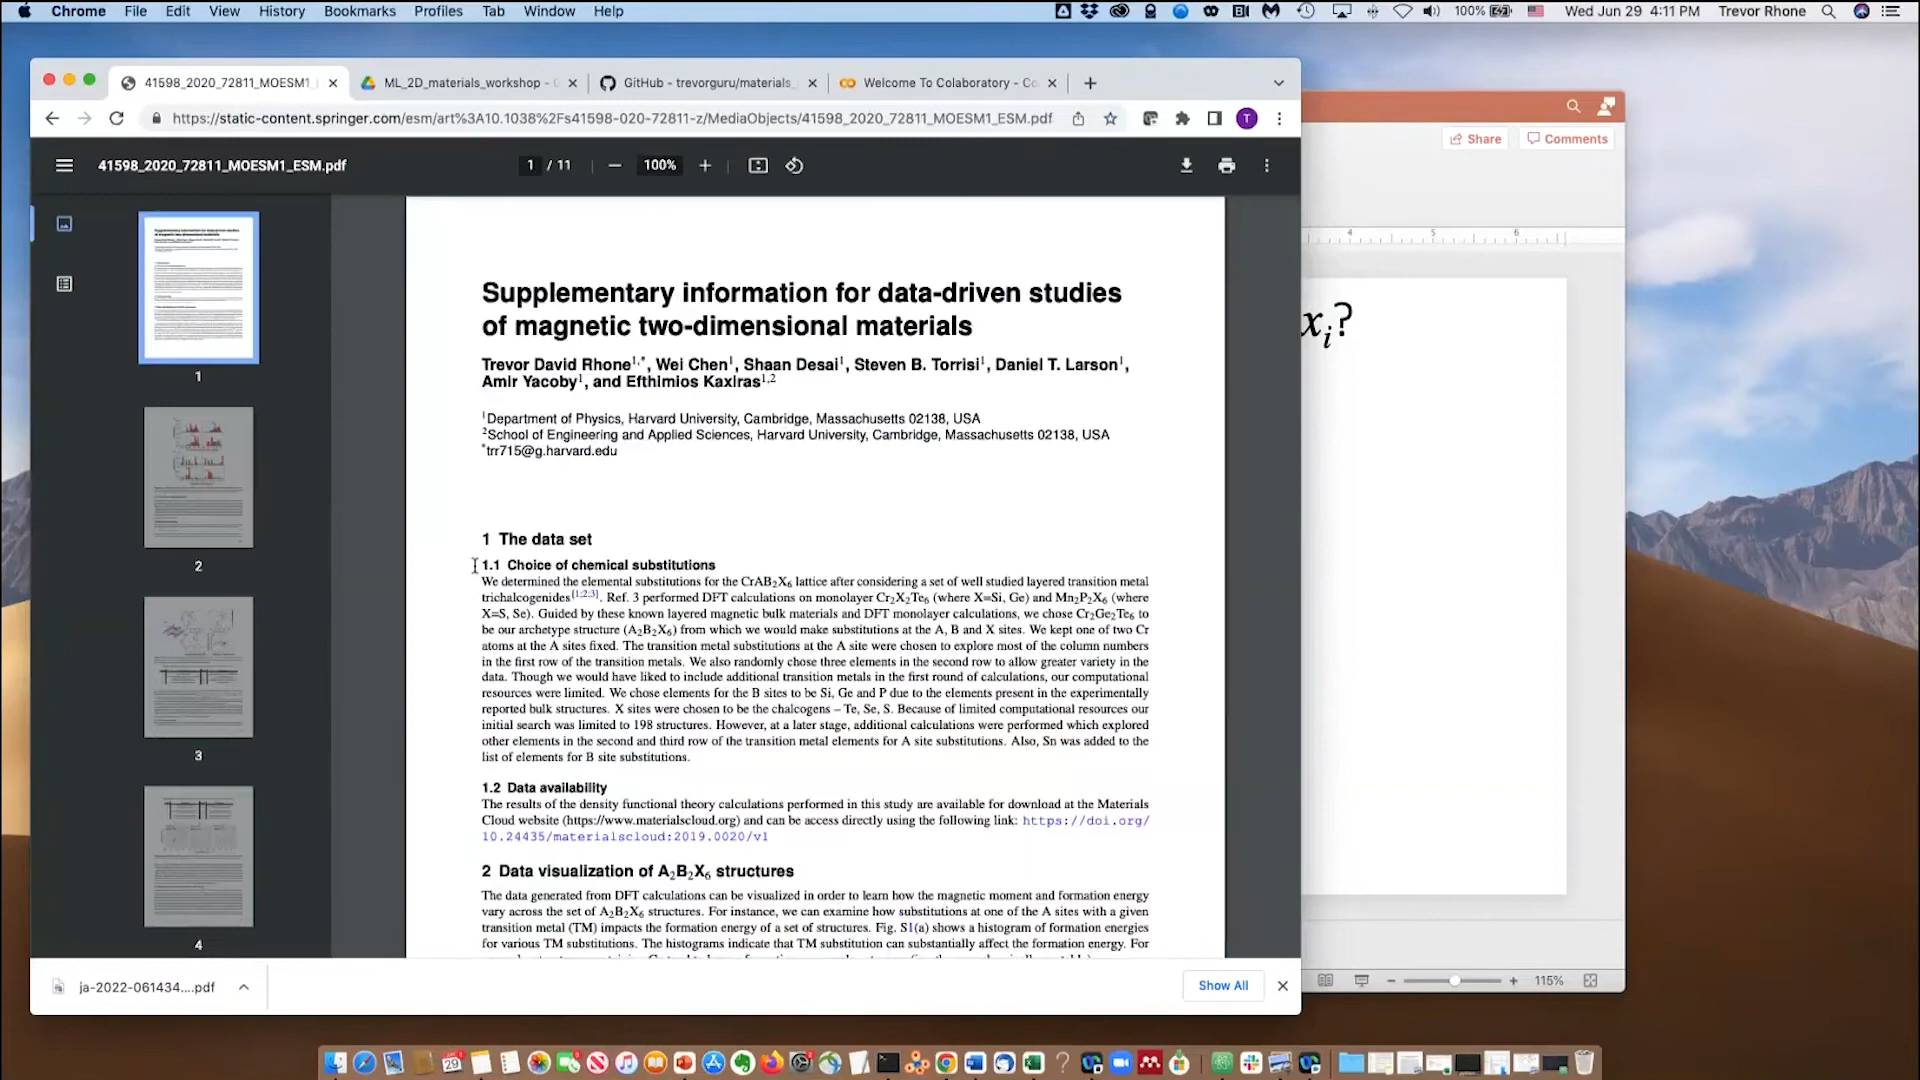 Chrome File Edit View History Bookmarks Profiles Tab Window Help 100% Wed Jun 29 4:11 PM Trevor Rhone
41598_2020_72811_MOESM1_ ML_2D_materials_workshop - GitHub - trevorguru/materials_ Welcome To Colaboratory - Co
https://static-content.springer.com/esm/art%3A10.1038%2Fs41598-020-72811-z/MediaObjects/41598_2020_72811_MOESM1_ESM.pdf T
Share Comments
41598_2020_72811_MOESM1_ESM.pdf 1 / 11 100%
4 5 6
Supplementary information for data-driven studies
of magnetic two-dimensional materials
Trevor David Rhone1,*, Wei Chen1, Shaan Desai1, Steven B. Torrisi1, Daniel T. Larson1,
Amir Yacoby1, and Efthimios Kaxiras1,2
1Department of Physics, Harvard University, Cambridge, Massachusetts 02138, USA
2School of Engineering and Applied Sciences, Harvard University, Cambridge, Massachusetts 02138, USA
*trr715@g.harvard.edu
xi?
1
2
3
4
1 The data set
1.1 Choice of chemical substitutions
We determined the elemental substitutions for the CrAB2X6 lattice after considering a set of well studied layered transition metal
trichalcogenides[1;2;3]. Ref. 3 performed DFT calculations on monolayer Cr2X2Te6 (where X=Si, Ge) and Mn2P2X6 (where
X=S, Se). Guided by these known layered magnetic bulk materials and DFT monolayer calculations, we chose Cr2Ge2Te6 to
be our archetype structure (A2B2X6) from which we would make substitutions at the A, B and X sites. We kept one of two Cr
atoms at the A sites fixed. The transition metal substitutions at the A site were chosen to explore most of the column numbers
in the first row of the transition metals. We also randomly chose three elements in the second row to allow greater variety in the
data. Though we would have liked to include additional transition metals in the first round of calculations, our computational
resources were limited. We chose elements for the B sites to be Si, Ge and P due to the elements present in the experimentally
reported bulk structures. X sites were chosen to be the chalcogens – Te, Se, S. Because of limited computational resources our
initial search was limited to 198 structures. However, at a later stage, additional calculations were performed which explored
other elements in the second and third row of the transition metal elements for A site substitutions. Also, Sn was added to the
list of elements for B site substitutions.
1.2 Data availability
The results of the density functional theory calculations performed in this study are available for download at the Materials
Cloud website (https://www.materialscloud.org) and can be access directly using the following link: https://doi.org/
10.24435/materialscloud:2019.0020/v1
2 Data visualization of A2B2X6 structures
The data generated from DFT calculations can be visualized in order to learn how the magnetic moment and formation energy
vary across the set of A2B2X6 structures. For instance, we can examine how substitutions at one of the A sites with a given
transition metal (TM) impacts the formation energy of a set of structures. Fig. S1(a) shows a histogram of formation energies
for various TM substitutions. The histograms indicate that TM substitution can substantially affect the formation energy. For
ja-2022-061434....pdf Show All
115%